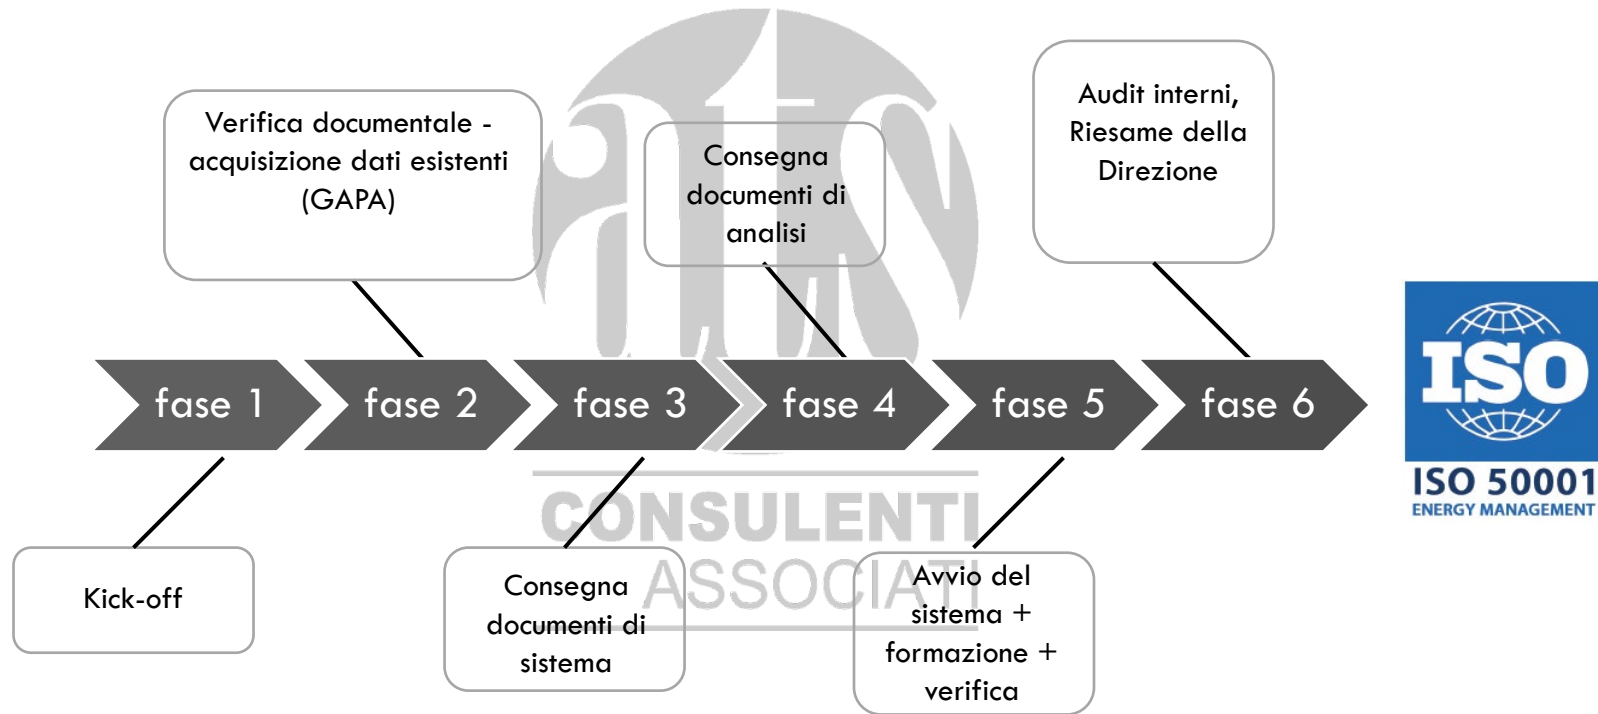 Verifica documentale -
acquisizione dati esistenti
(GAPA)
Consegna
documenti di
analisi
Audit interni,
Riesame della
Direzione
ats
fase 1
fase 2
fase 3
fase 4
fase 5
fase 6
ISO
ISO 50001
ENERGY MANAGEMENT
CONSULENTI
ASSOCIATI
Kick-off
Consegna
documenti di
sistema
Avvio del
sistema +
formazione +
verifica